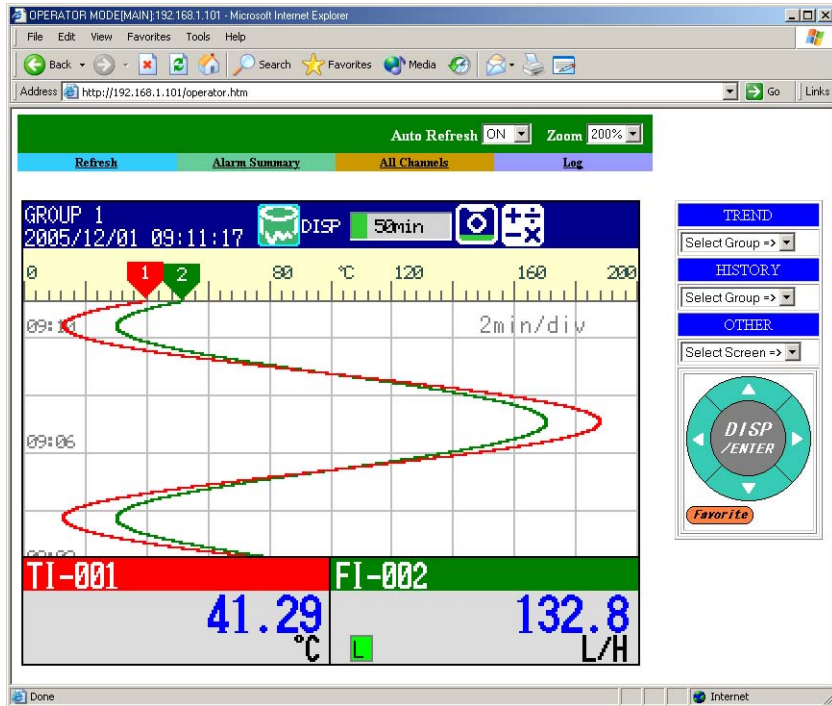 OPERATOR MODE[MAIN]:192.168.1.101 - Microsoft Internet Explorer
File Edit View Favorites Tools Help
Back Search Favorites Media
Address http://192.168.1.101/operator.htm Go Links
Auto Refresh ON Zoom 200%
Refresh Alarm Summary All Channels Log
GROUP 1
2005/12/01 09:11:17 DISP 50min
0 1 2 80 °C 120 160 200
09:10 2min/div
09:06
TI-001 FI-002
41.29 132.8
°C L L/H
TREND
Select Group =>
HISTORY
Select Group =>
OTHER
Select Screen =>
DISP
/ENTER
Favorite
Done Internet